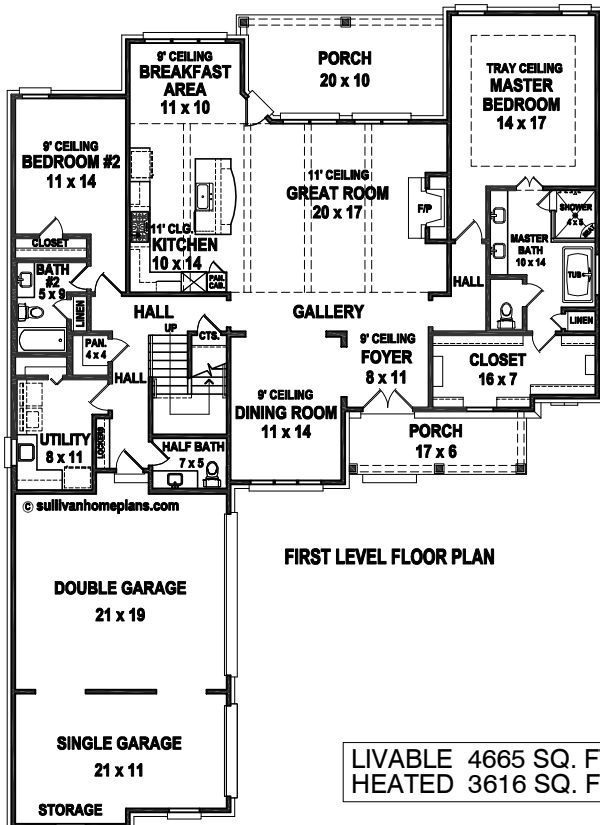 PORCH
20 x 10
9' CEILING
BREAKFAST
AREA
11 x 10
TRAY CEILING
MASTER
BEDROOM
14 x 17
9' CEILING
BEDROOM #2
11 x 14
11' CEILING
GREAT ROOM
20 x 17
F/P
SHOWER
4 x 5
11' CLG.
KITCHEN
10 x 14
PAN.
CAB.
CLOSET
MASTER
BATH
10 x 14
TUB
HALL
LINEN
BATH
#2
5 x 9
LINEN
HALL
UP
GALLERY
CTS.
PAN.
4 x 4
HALL
9' CEILING
FOYER
8 x 11
CLOSET
16 x 7
9' CEILING
DINING ROOM
11 x 14
UTILITY
8 x 11
LOCKERS
HALF BATH
7 x 5
PORCH
17 x 6
© sullivanhomeplans.com
FIRST LEVEL FLOOR PLAN
DOUBLE GARAGE
21 x 19
SINGLE GARAGE
21 x 11
STORAGE
LIVABLE 4665 SQ. F
HEATED 3616 SQ. F